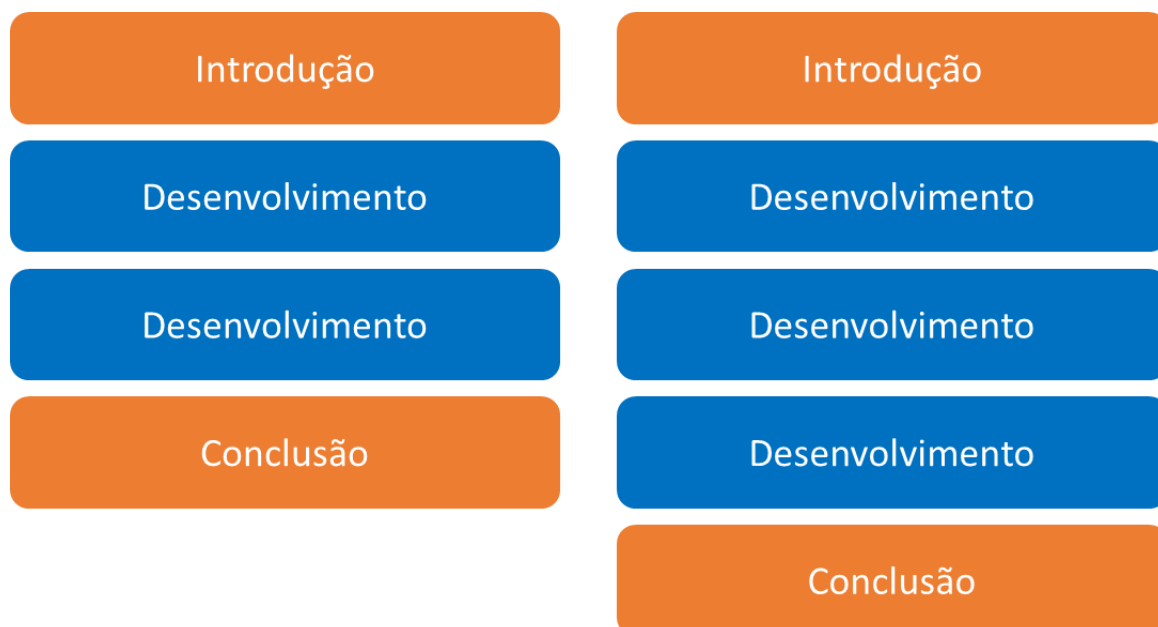 Introdução
Desenvolvimento
Desenvolvimento
Conclusão
Introdução
Desenvolvimento
Desenvolvimento
Desenvolvimento
Conclusão